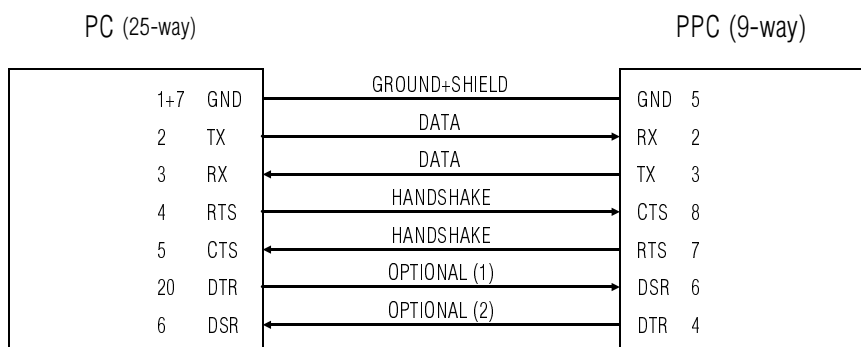 PC (25-way) PPC (9-way)
1+7 GND GROUND+SHIELD GND 5
2 TX DATA RX 2
3 RX DATA TX 3
4 RTS HANDSHAKE CTS 8
5 CTS HANDSHAKE RTS 7
20 DTR OPTIONAL (1) DSR 6
6 DSR OPTIONAL (2) DTR 4